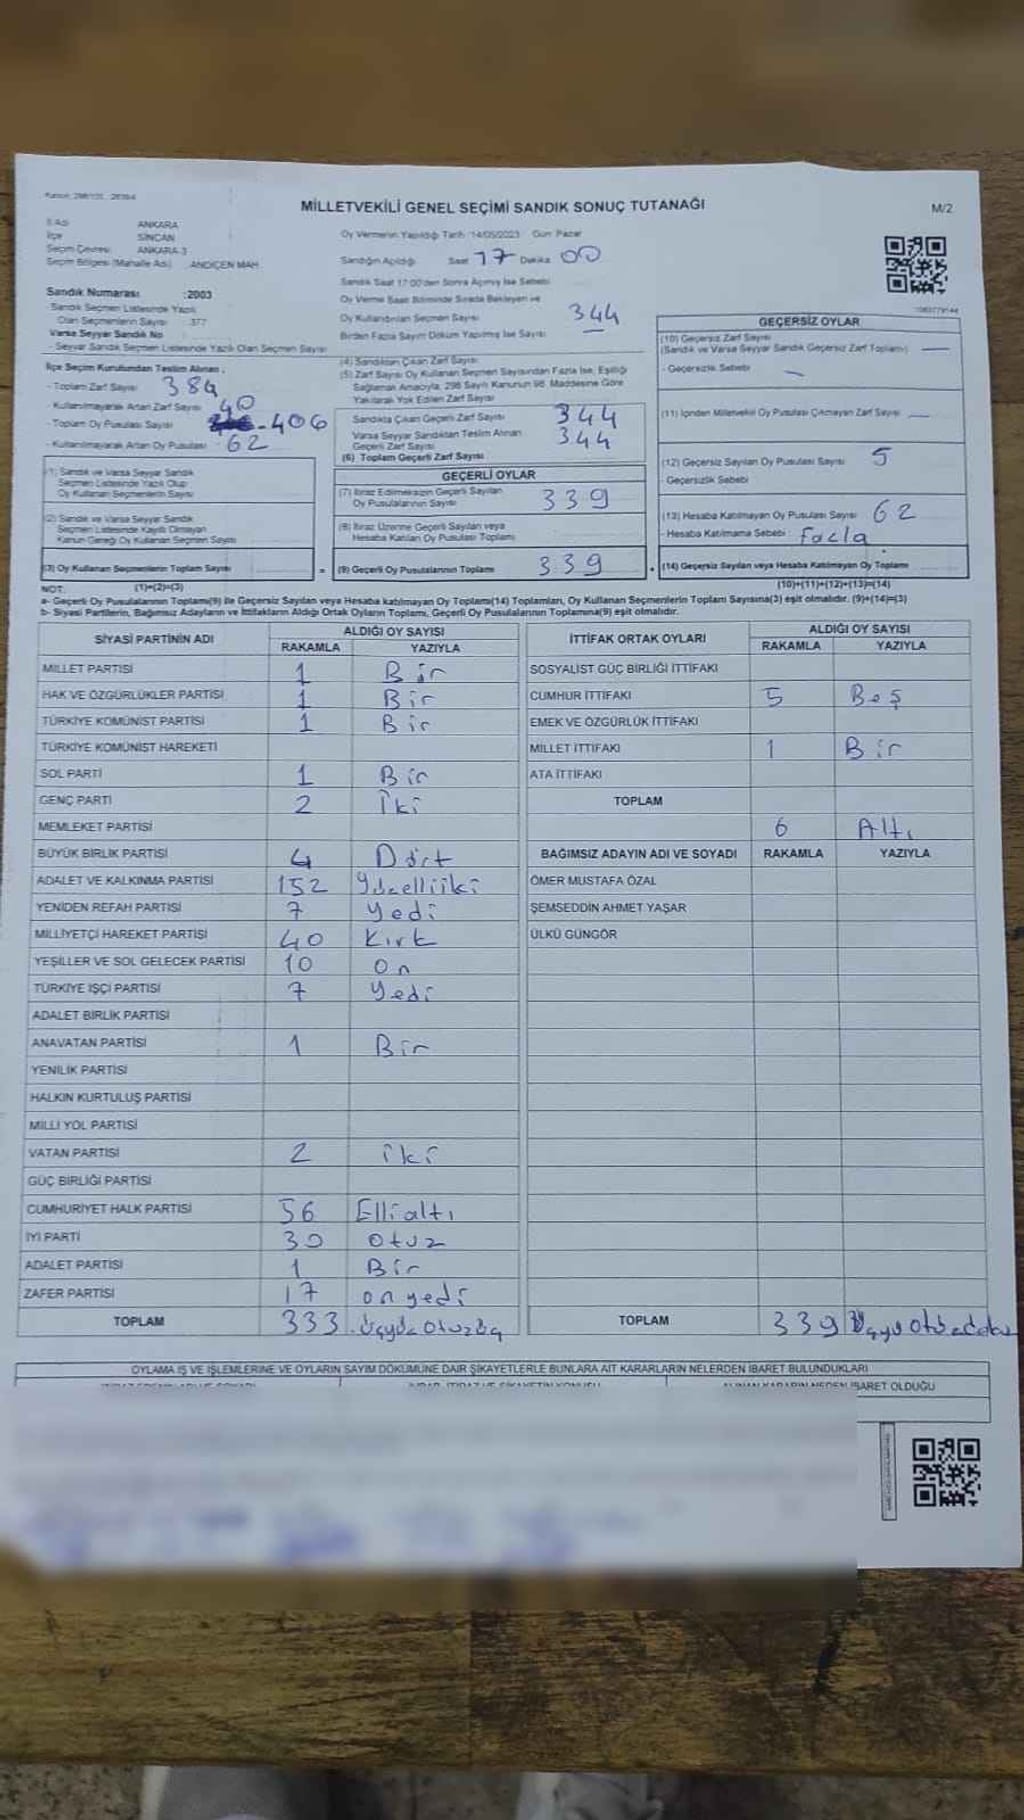 MİLLETVEKİLİ GENEL SEÇİMİ SANDIK SONUÇ TUTANAĞI
M/2
İl Adı ANKARA
İlçe SİNCAN
Seçim Çevresi ANKARA-3
Seçim Bölgesi (Mahalle Adı) ANDİÇEN MAH.
Sandık Numarası :2003
Sandık Seçmen Listesinde Yazılı
Olan Seçmenlerin Sayısı : 377
Varsa Seyyar Sandık No
- Seyyar Sandık Seçmen Listesinde Yazılı Olan Seçmen Sayısı
İlçe Seçim Kurulundan Teslim Alınan ;
- Toplam Zarf Sayısı 384
- Kullanılmayarak Artan Zarf Sayısı 40
- Toplam Oy Pusulası Sayısı - 406
- Kullanılmayarak Artan Oy Pusulası 62
(1) Sandık ve Varsa Seyyar Sandık
Seçmen Listesinde Yazılı Olup
Oy Kullanan Seçmenlerin Sayısı
(2) Sandık ve Varsa Seyyar Sandık
Seçmen Listesinde Kayıtlı Olmayan
Kanun Gereği Oy Kullanan Seçmen Sayısı
(3) Oy Kullanan Seçmenlerin Toplam Sayısı =
Oy Vermenin Yapıldığı Tarih :14/05/2023 Gün: Pazar
Sandığın Açıldığı Saat 17 Dakika 00
Sandık Saat 17:00'den Sonra Açılmış İse Sebebi
Oy Verme Saati Bitiminde Sırada Bekleyen ve
Oy Kullandırılan Seçmen Sayısı 344
Birden Fazla Sayım Döküm Yapılmış İse Sayısı
(4) Sandıktan Çıkan Zarf Sayısı
(5) Zarf Sayısı Oy Kullanan Seçmen Sayısından Fazla İse, Eşitliği
Sağlamak Amacıyla, 298 Sayılı Kanunun 98. Maddesine Göre
Yakılarak Yok Edilen Zarf Sayısı
Sandıkta Çıkan Geçerli Zarf Sayısı 344
Varsa Seyyar Sandıktan Teslim Alınan
Geçerli Zarf Sayısı 344
(6) Toplam Geçerli Zarf Sayısı
GEÇERLİ OYLAR
(7) İtiraz Edilmeksizin Geçerli Sayılan
Oy Pusulalarının Sayısı 339
(8) İtiraz Üzerine Geçerli Sayılan veya
Hesaba Katılan Oy Pusulası Toplamı
(9) Geçerli Oy Pusulalarının Toplamı 339
GEÇERSİZ OYLAR
(10) Geçersiz Zarf Sayısı
(Sandık ve Varsa Seyyar Sandık Geçersiz Zarf Toplamı) —
- Geçersizlik Sebebi —
(11) İçinden Milletvekili Oy Pusulası Çıkmayan Zarf Sayısı —
(12) Geçersiz Sayılan Oy Pusulası Sayısı 5
- Geçersizlik Sebebi
(13) Hesaba Katılmayan Oy Pusulası Sayısı 62
- Hesaba Katılmama Sebebi : Facla
(14) Geçersiz Sayılan veya Hesaba Katılmayan Oy Toplamı
NOT: (1)+(2)=(3) (10)+(11)+(12)+(13)=(14)
a- Geçerli Oy Pusulalarının Toplamı(9) ile Geçersiz Sayılan veya Hesaba katılmayan Oy Toplamı(14) Toplamları, Oy Kullanan Seçmenlerin Toplam Sayısına(3) eşit olmalıdır. (9)+(14)=(3)
b- Siyasi Partilerin, Bağımsız Adayların ve İttifakların Aldığı Ortak Oyların Toplamı, Geçerli Oy Pusulalarının Toplamına(9) eşit olmalıdır.
SİYASİ PARTİNİN ADI ALDIĞI OY SAYISI
RAKAMLA YAZIYLA
MİLLET PARTİSİ 1 Bir
HAK VE ÖZGÜRLÜKLER PARTİSİ 1 Bir
TÜRKİYE KOMÜNİST PARTİSİ 1 Bir
TÜRKİYE KOMÜNİST HAREKETİ
SOL PARTİ 1 Bir
GENÇ PARTİ 2 İki
MEMLEKET PARTİSİ
BÜYÜK BİRLİK PARTİSİ 4 Dört
ADALET VE KALKINMA PARTİSİ 152 Yüzelliiki
YENİDEN REFAH PARTİSİ 7 Yedi
MİLLİYETÇİ HAREKET PARTİSİ 40 Kırk
YEŞİLLER VE SOL GELECEK PARTİSİ 10 On
TÜRKİYE İŞÇİ PARTİSİ 7 Yedi
ADALET BİRLİK PARTİSİ
ANAVATAN PARTİSİ 1 Bir
YENİLİK PARTİSİ
HALKIN KURTULUŞ PARTİSİ
MİLLİ YOL PARTİSİ
VATAN PARTİSİ 2 iki
GÜÇ BİRLİĞİ PARTİSİ
CUMHURİYET HALK PARTİSİ 56 Ellialtı
İYİ PARTİ 30 Otuz
ADALET PARTİSİ 1 Bir
ZAFER PARTİSİ 17 onyedi
TOPLAM 333
İTTİFAK ORTAK OYLARI ALDIĞI OY SAYISI
RAKAMLA YAZIYLA
SOSYALİST GÜÇ BİRLİĞİ İTTİFAKI
CUMHUR İTTİFAKI 5 Beş
EMEK VE ÖZGÜRLÜK İTTİFAKI
MİLLET İTTİFAKI 1 Bir
ATA İTTİFAKI
TOPLAM 6 Altı
BAĞIMSIZ ADAYIN ADI VE SOYADI RAKAMLA YAZIYLA
ÖMER MUSTAFA ÖZAL
ŞEMSEDDİN AHMET YAŞAR
ÜLKÜ GÜNGÖR
TOPLAM 339
OYLAMA İŞ VE İŞLEMLERİNE VE OYLARIN SAYIM DÖKÜMÜNE DAİR ŞİKAYETLERLE BUNLARA AİT KARARLARIN NELERDEN İBARET BULUNDUKLARI
ALINAN KARARIN NEDEN İBARET OLDUĞU